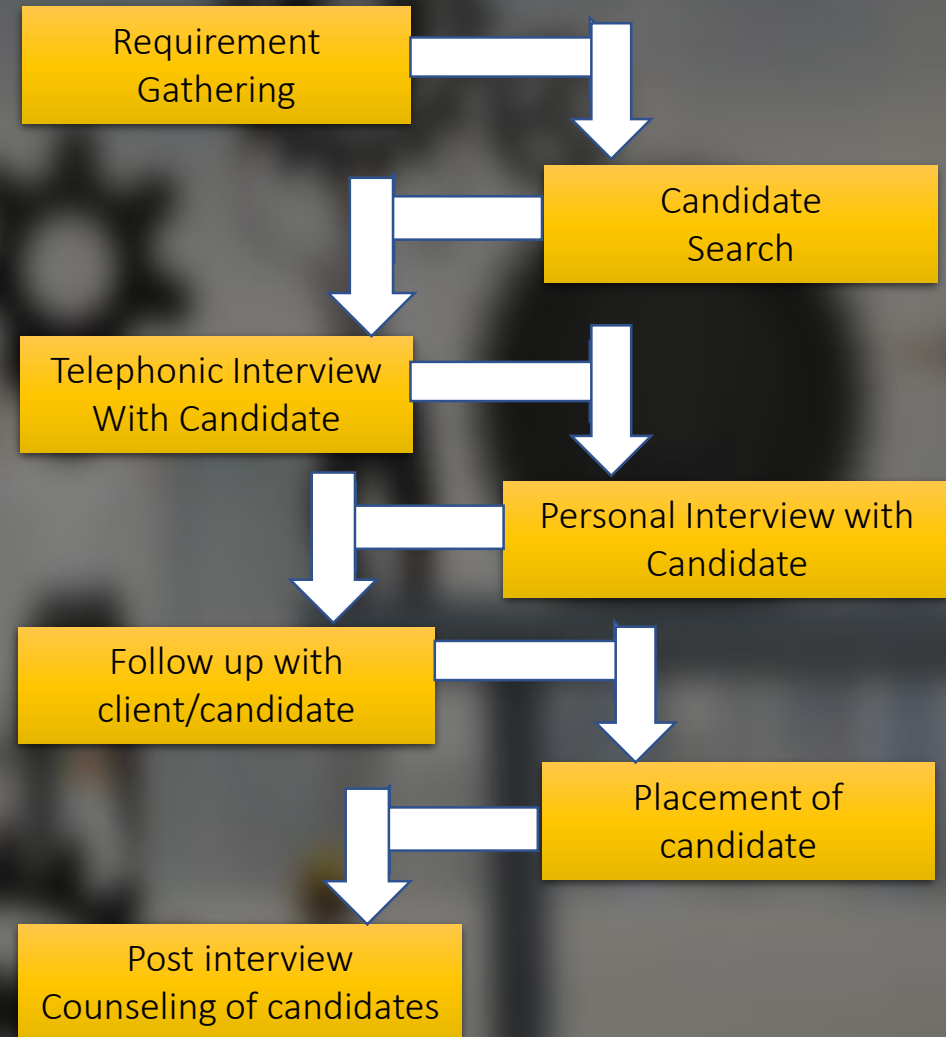 Requirement
Gathering
Candidate
Search
Telephonic Interview
With Candidate
Personal Interview with
Candidate
Follow up with
client/candidate
Placement of
candidate
Post interview
Counseling of candidates